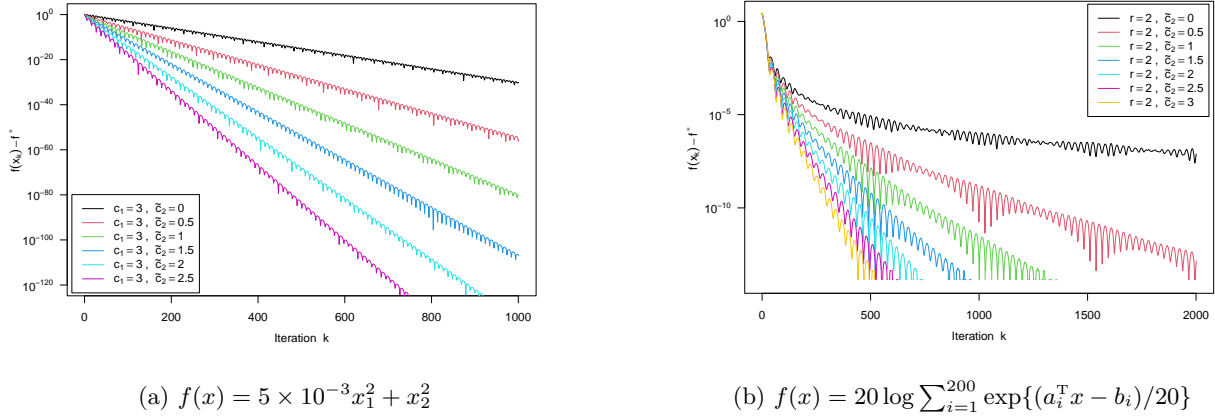 f(x_k) − f*
10^0
10^−20
10^−40
10^−60
10^−80
10^−100
10^−120
c₁ = 3 , c̃₂ = 0
c₁ = 3 , c̃₂ = 0.5
c₁ = 3 , c̃₂ = 1
c₁ = 3 , c̃₂ = 1.5
c₁ = 3 , c̃₂ = 2
c₁ = 3 , c̃₂ = 2.5
0 200 400 600 800 1000
Iteration k
(a) f(x) = 5 × 10^−3 x₁² + x₂²
f(x_k) − f*
10^0
10^−5
10^−10
r = 2 , c̃₂ = 0
r = 2 , c̃₂ = 0.5
r = 2 , c̃₂ = 1
r = 2 , c̃₂ = 1.5
r = 2 , c̃₂ = 2
r = 2 , c̃₂ = 2.5
r = 2 , c̃₂ = 3
0 500 1000 1500 2000
Iteration k
(b) f(x) = 20 log ∑_{i=1}^{200} exp{(a_i^T x − b_i)/20}